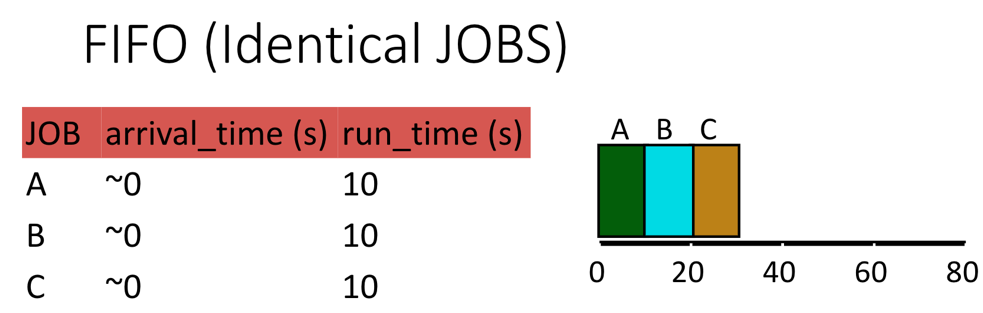 FIFO (Identical JOBS)
JOB arrival_time (s) run_time (s)
A ~0 10
B ~0 10
C ~0 10
A B C
0 20 40 60 80